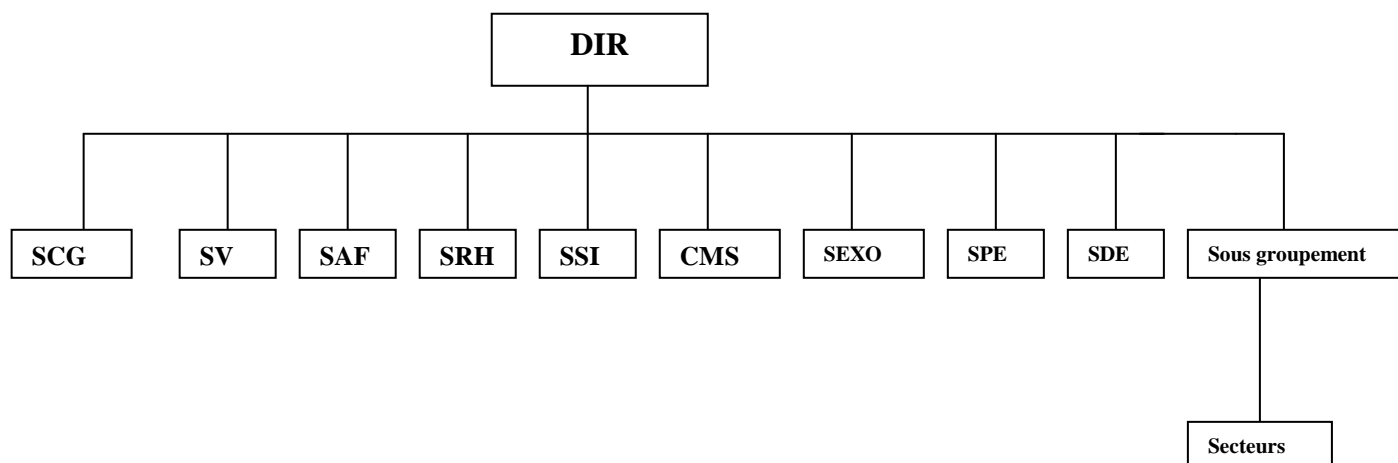 DIR
SCG
SV
SAF
SRH
SSI
CMS
SEXO
SPE
SDE
Sous groupement
Secteurs